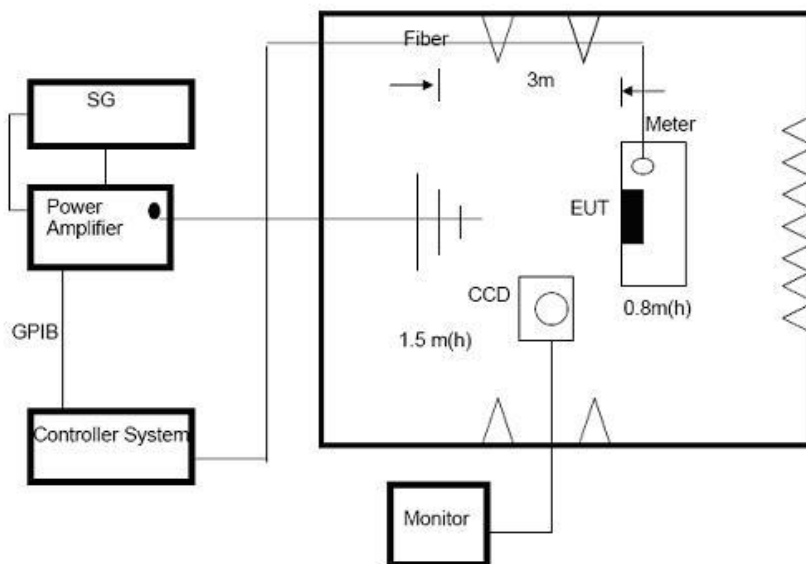 Fiber
3m
SG
Meter
Power
Amplifier
EUT
CCD
0.8m(h)
GPIB
1.5 m(h)
Controller System
Monitor